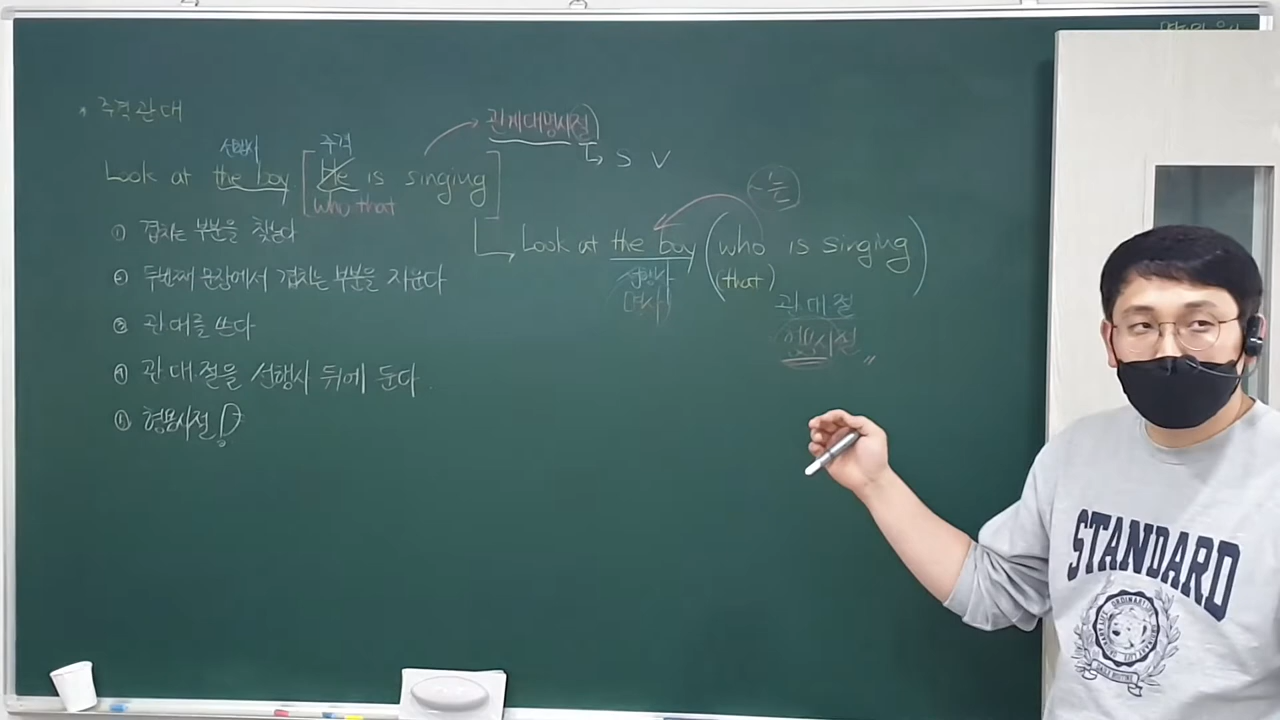 * 주격관대
선행사 주격
Look at the boy [He is singing]
who that
관계대명사절
↳ S V
① 겹치는 부분을 찾는다
② 두번째 문장에서 겹치는 부분을 지운다
③ 관대를 쓴다
④ 관대절을 선행사 뒤에 둔다.
⑤ 형용사절!
~는
Look at the boy (who is singing)
선행사 (that)
(명사) 관대절
형용사절
STANDARD